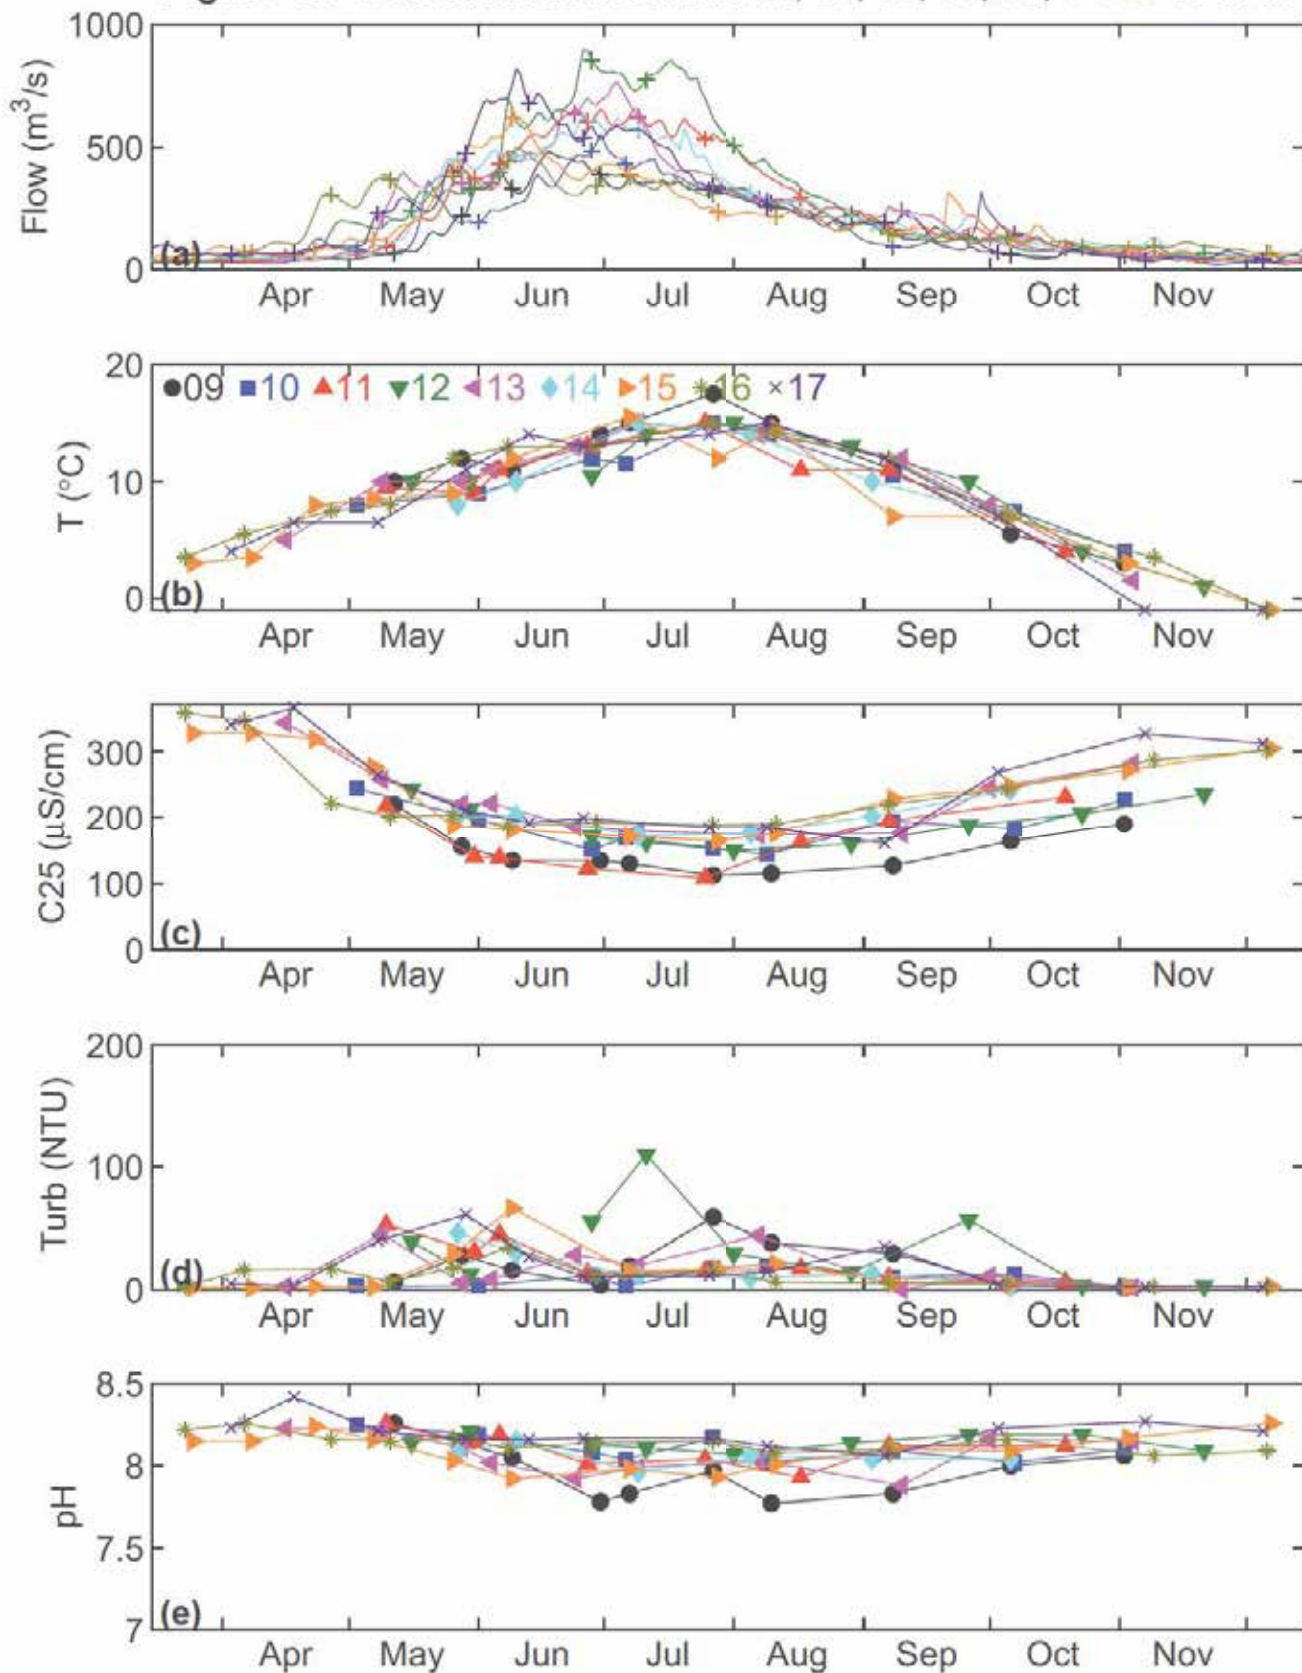 1000
Flow (m³/s)
500
0
(a)
Apr May Jun Jul Aug Sep Oct Nov
20
09 10 11 12 13 14 15 16 17
T (°C)
10
0
(b)
Apr May Jun Jul Aug Sep Oct Nov
300
C25 (µS/cm)
200
100
0
(c)
Apr May Jun Jul Aug Sep Oct Nov
200
Turb (NTU)
100
0
(d)
Apr May Jun Jul Aug Sep Oct Nov
8.5
8
pH
7.5
7
(e)
Apr May Jun Jul Aug Sep Oct Nov